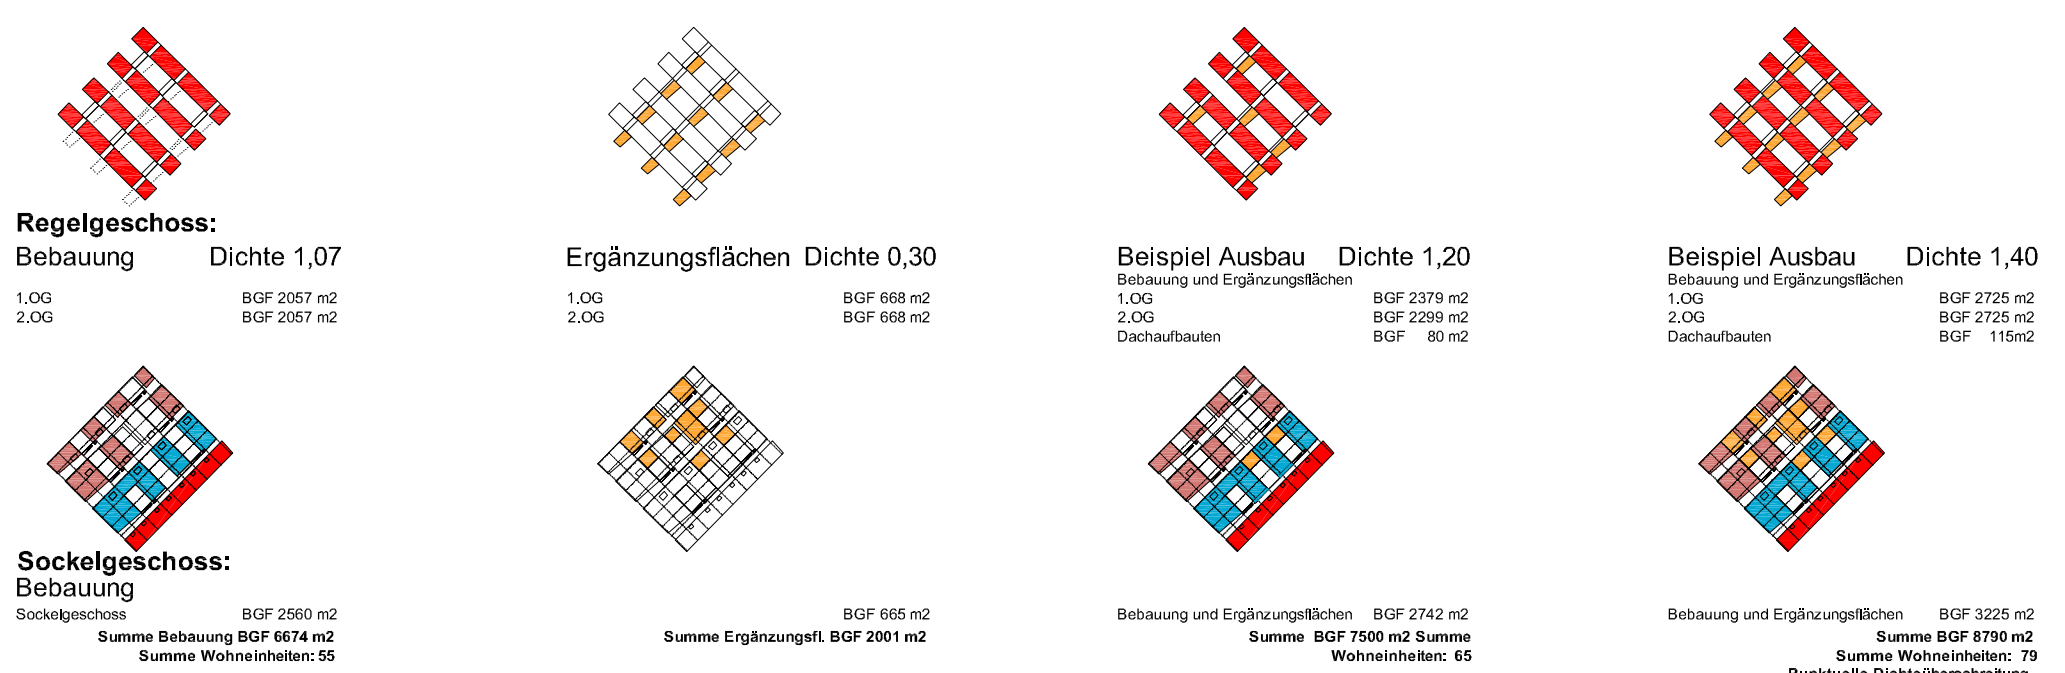 Regelgeschoss:
Bebauung Dichte 1,07
1.OG BGF 2057 m2
2.OG BGF 2057 m2
Ergänzungsflächen Dichte 0,30
1.OG BGF 668 m2
2.OG BGF 668 m2
Beispiel Ausbau Dichte 1,20
Bebauung und Ergänzungsflächen
1.OG BGF 2379 m2
2.OG BGF 2299 m2
Dachaufbauten BGF 80 m2
Beispiel Ausbau Dichte 1,40
Bebauung und Ergänzungsflächen
1.OG BGF 2725 m2
2.OG BGF 2725 m2
Dachaufbauten BGF 115m2
Sockelgeschoss:
Bebauung
Sockelgeschoss BGF 2560 m2
Summe Bebauung BGF 6674 m2
Summe Wohneinheiten: 55
BGF 665 m2
Summe Ergänzungsfl. BGF 2001 m2
Bebauung und Ergänzungsflächen BGF 2742 m2
Summe BGF 7500 m2 Summe
Wohneinheiten: 65
Bebauung und Ergänzungsflächen BGF 3225 m2
Summe BGF 8790 m2
Summe Wohneinheiten: 79
Punktuelle Dichteüberschreitung